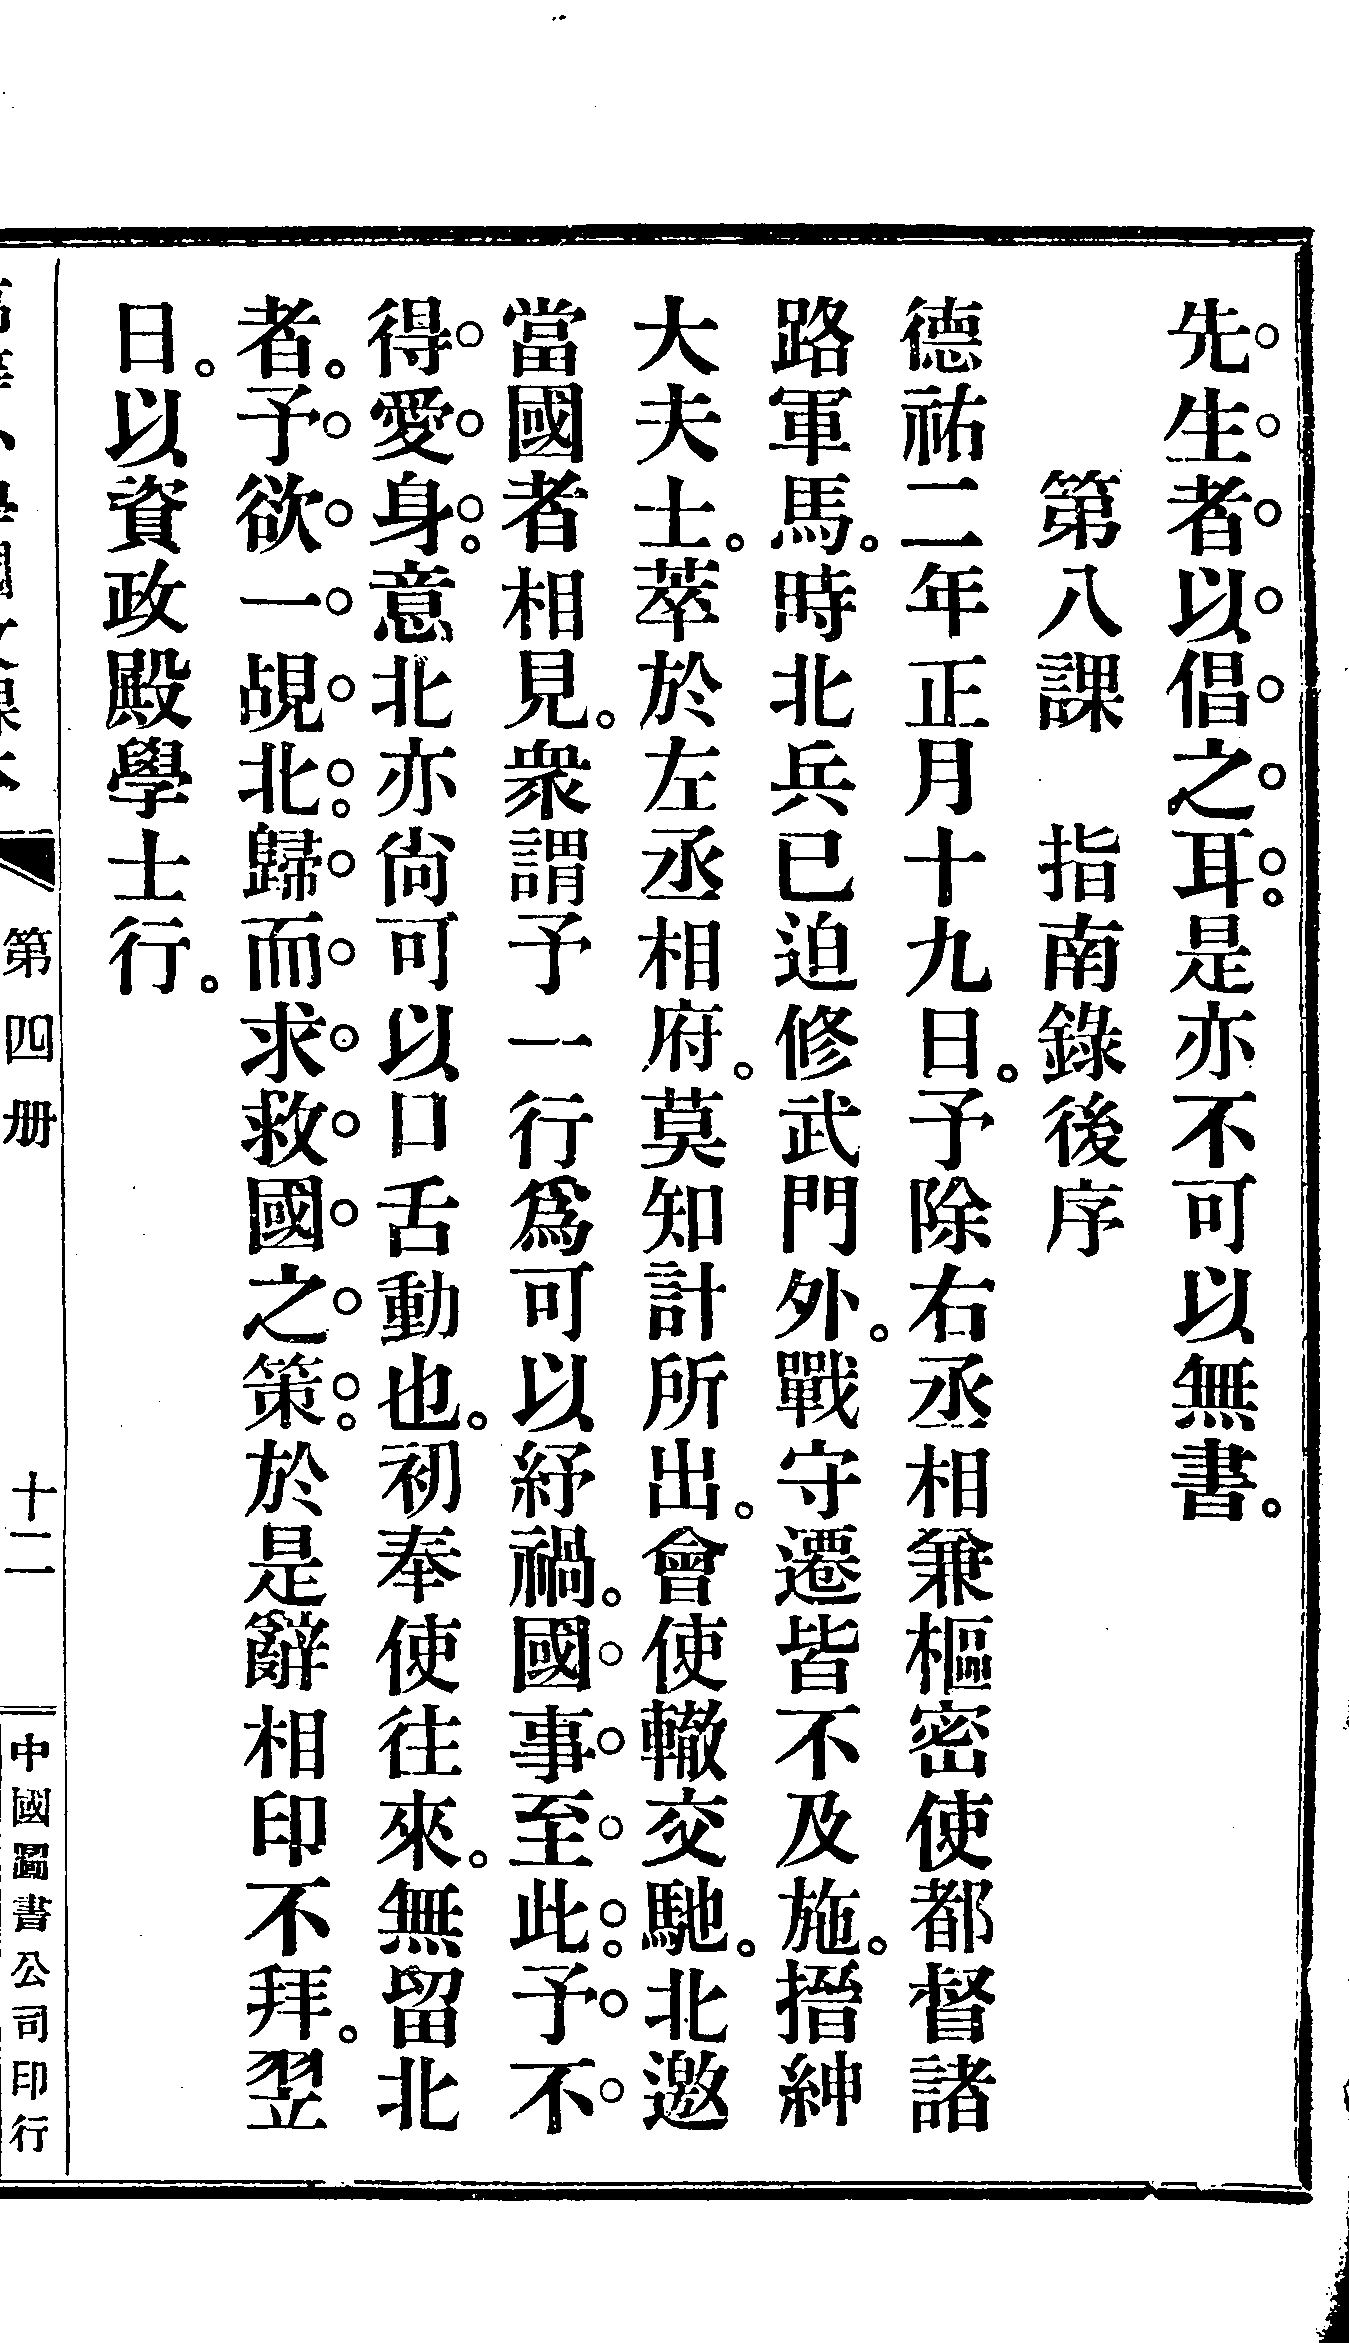 先生者以倡之耳。是亦不可以無書。
第八課　指南錄後序
德祐二年正月十九日。予除右丞相兼樞密使都督諸
路軍馬。時北兵已迫修武門外。戰守遷皆不及施。搢紳
大夫士。萃於左丞相府。莫知計所出。會使轍交馳。北邀
當國者相見。衆謂予一行爲可以紓禍。國事至此。予不
得愛身。意北亦尙可以口舌動也。初奉使往來。無留北
者。予欲一覘北。歸而求救國之策。於是辭相印不拜。翌
日。以資政殿學士行。
第四册
十二
中國圖書公司印行